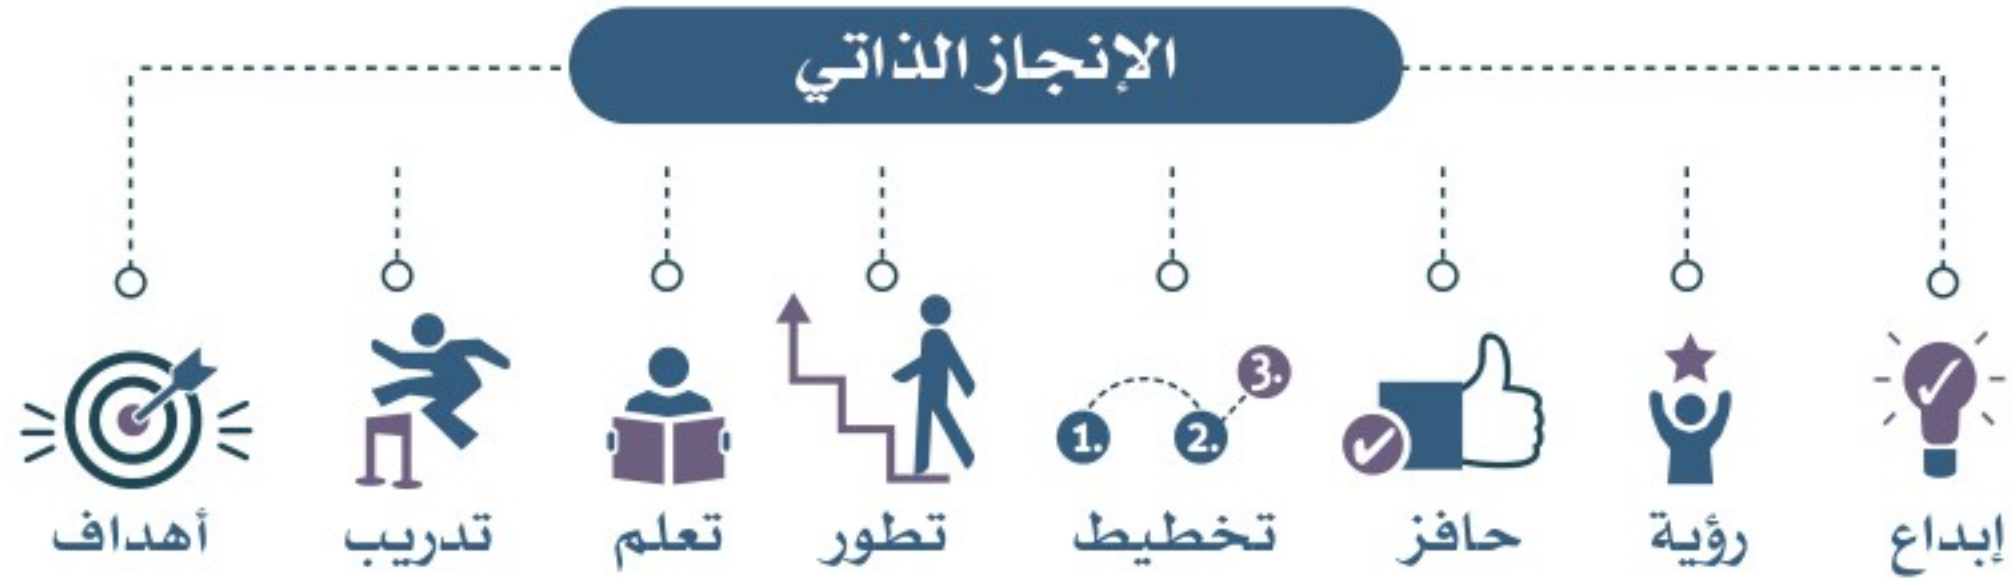 الإنجاز الذاتي
1. 2. 3.
إبداع رؤية حافز تخطيط تطور تعلم تدريب أهداف